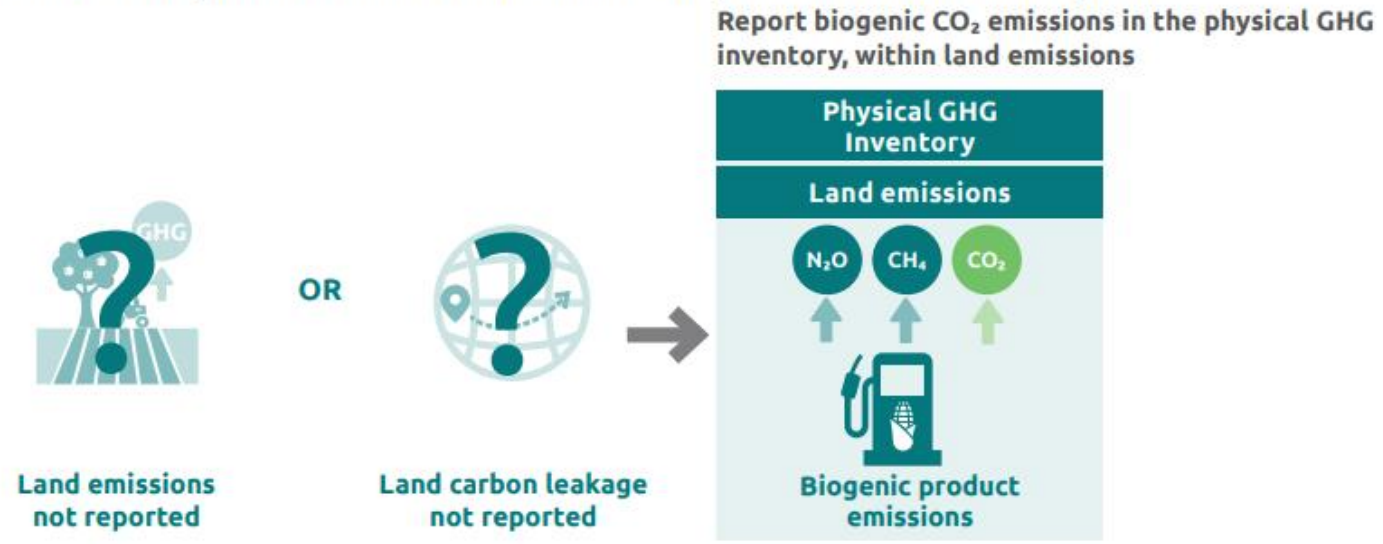 Report biogenic CO₂ emissions in the physical GHG
inventory, within land emissions
Physical GHG
Inventory
Land emissions
GHG
N₂O CH₄ CO₂
OR
Land emissions
not reported
Land carbon leakage
not reported
Biogenic product
emissions